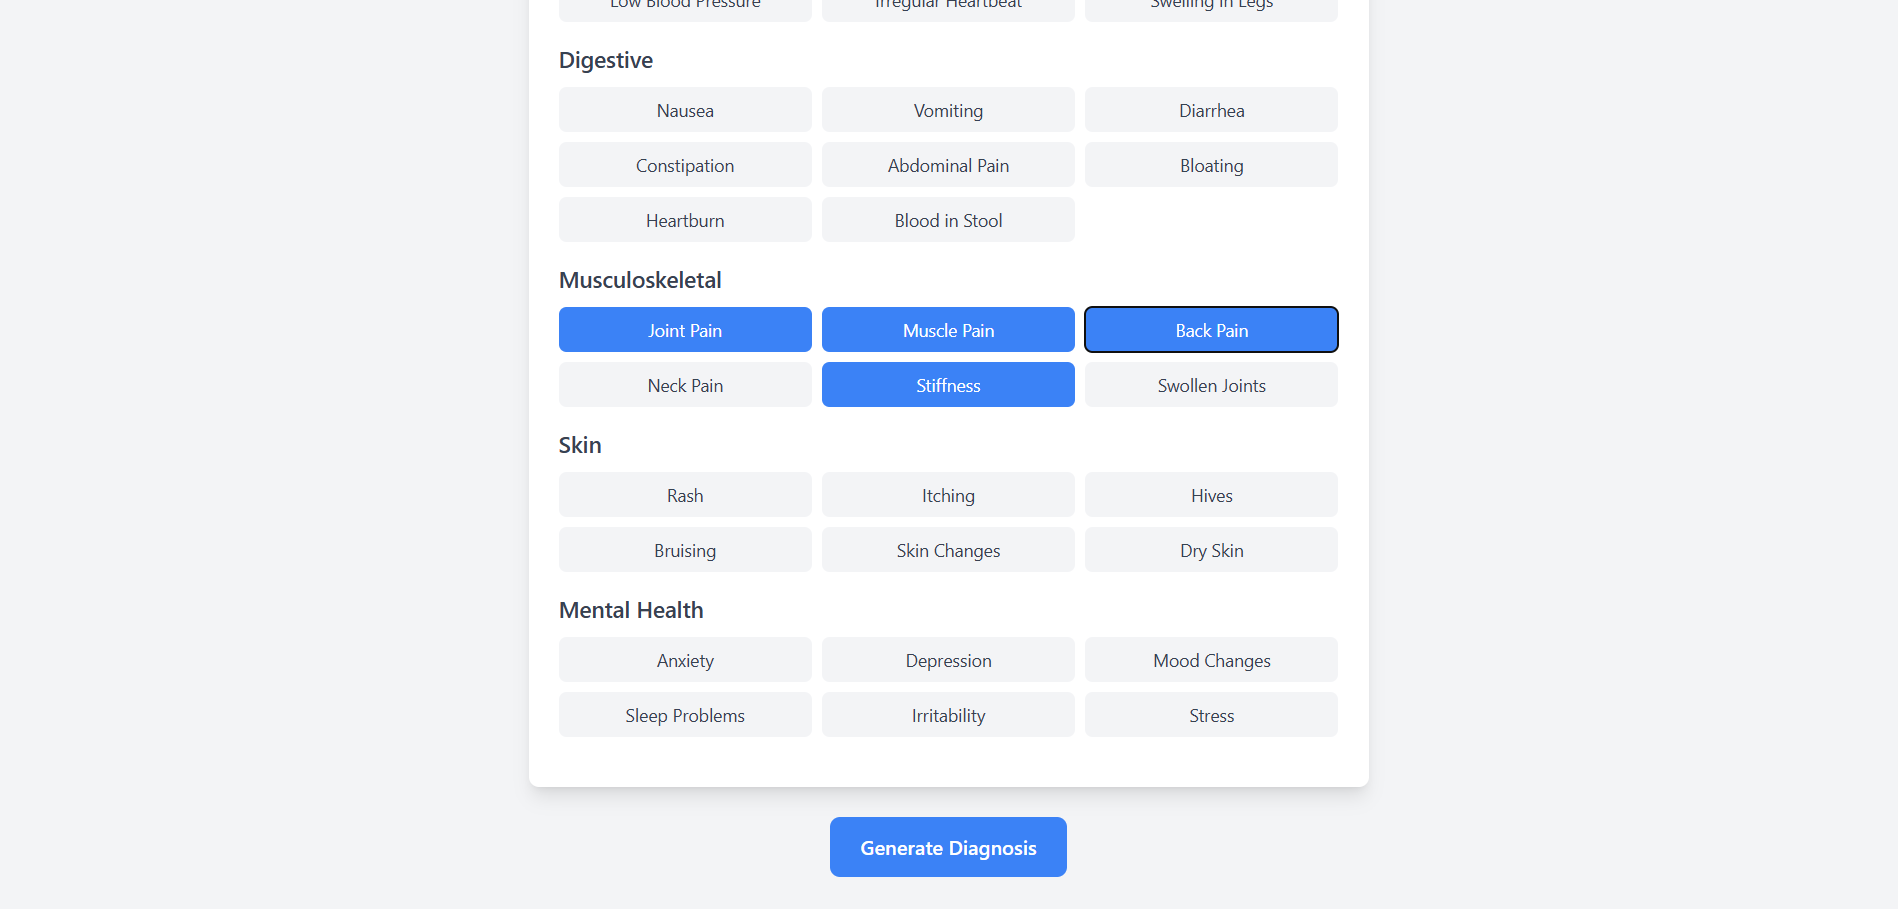 Low Blood Pressure Irregular Heartbeat Swelling in Legs
Digestive
Nausea Vomiting Diarrhea
Constipation Abdominal Pain Bloating
Heartburn Blood in Stool
Musculoskeletal
Joint Pain Muscle Pain Back Pain
Neck Pain Stiffness Swollen Joints
Skin
Rash Itching Hives
Bruising Skin Changes Dry Skin
Mental Health
Anxiety Depression Mood Changes
Sleep Problems Irritability Stress
Generate Diagnosis